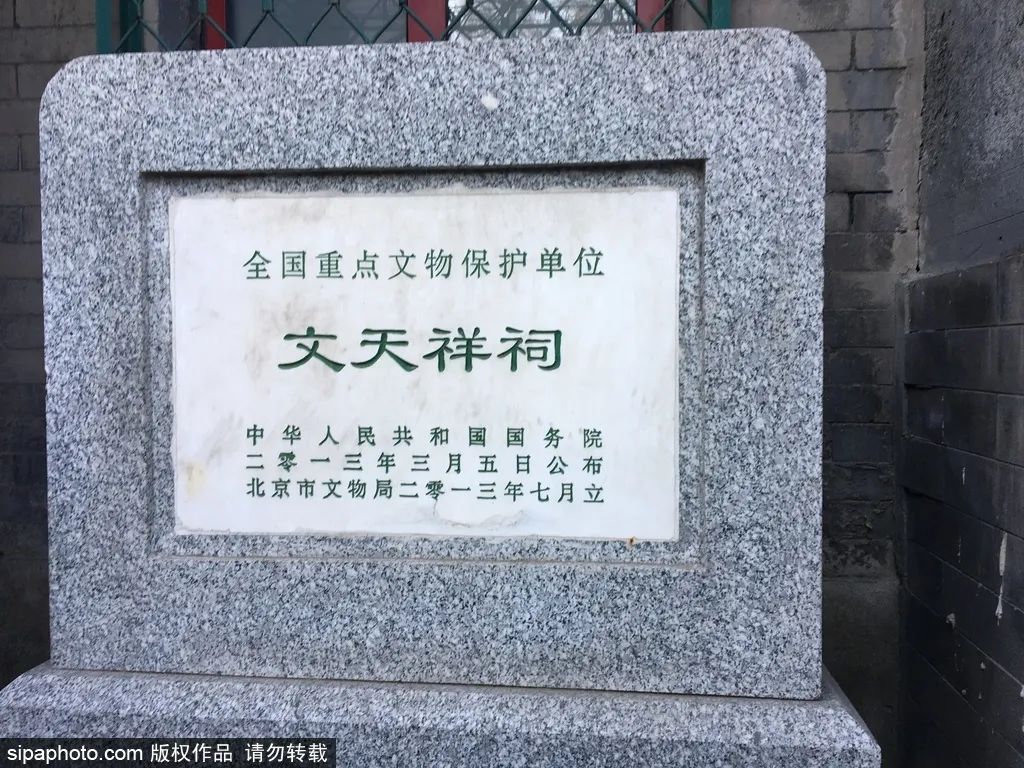 全国重点文物保护单位
文天祥祠
中华人民共和国国务院
二零一三年三月五日公布
北京市文物局二零一三年七月立
sipaphoto.com 版权作品 请勿转载